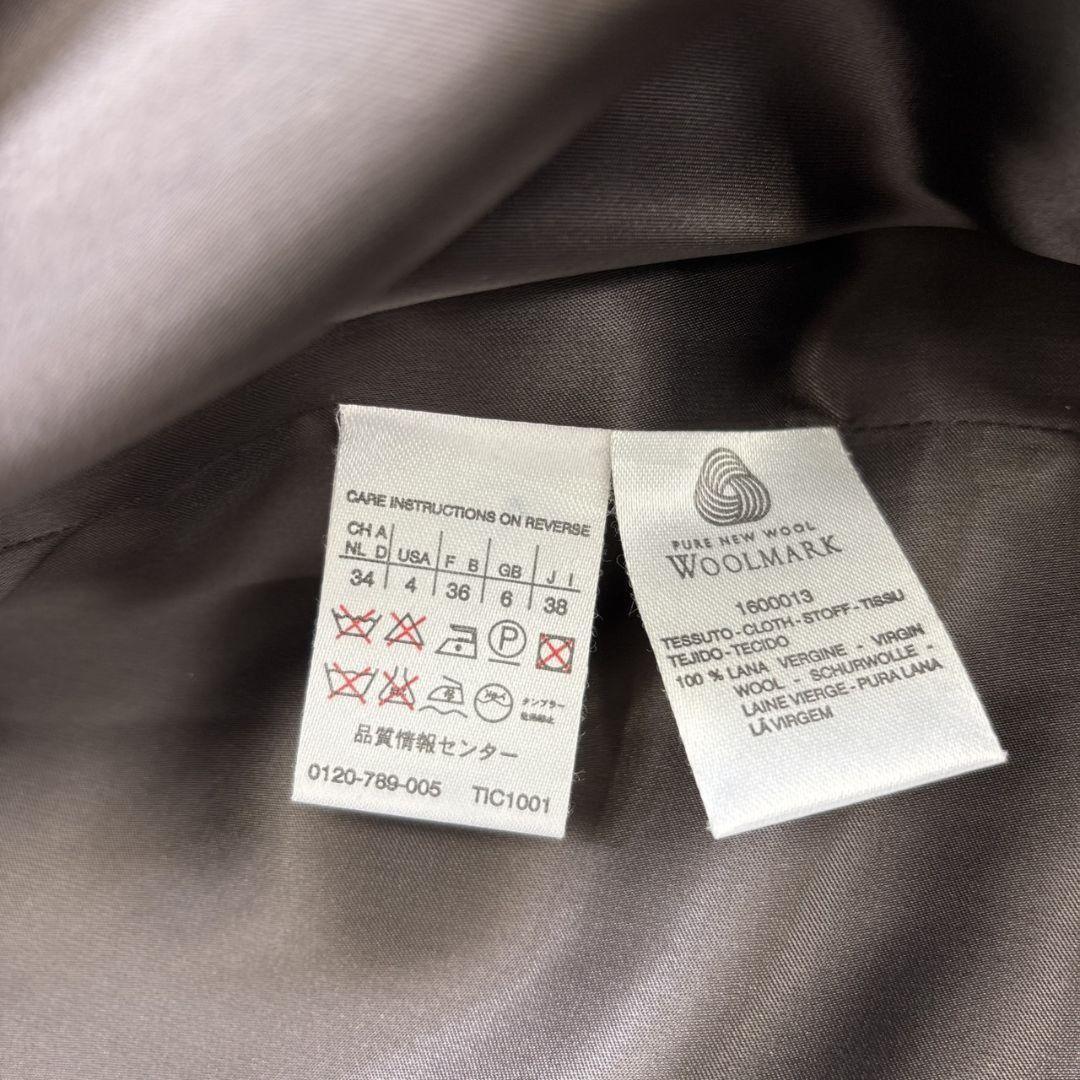 CARE INSTRUCTIONS ON REVERSE
CH A
NL D USA F B GB J I
34 4 36 6 38
P
品質情報センター
0120-789-005 TIC1001
PURE NEW WOOL
WOOLMARK
1600013
TESSUTO-CLOTH-STOFF-TISSU
TEJIDO-TECIDO
100 % LANA VERGINE - VIRGIN
WOOL - SCHURWOLLE -
LAINE VIERGE-PURA LANA
LÃ VIRGEM